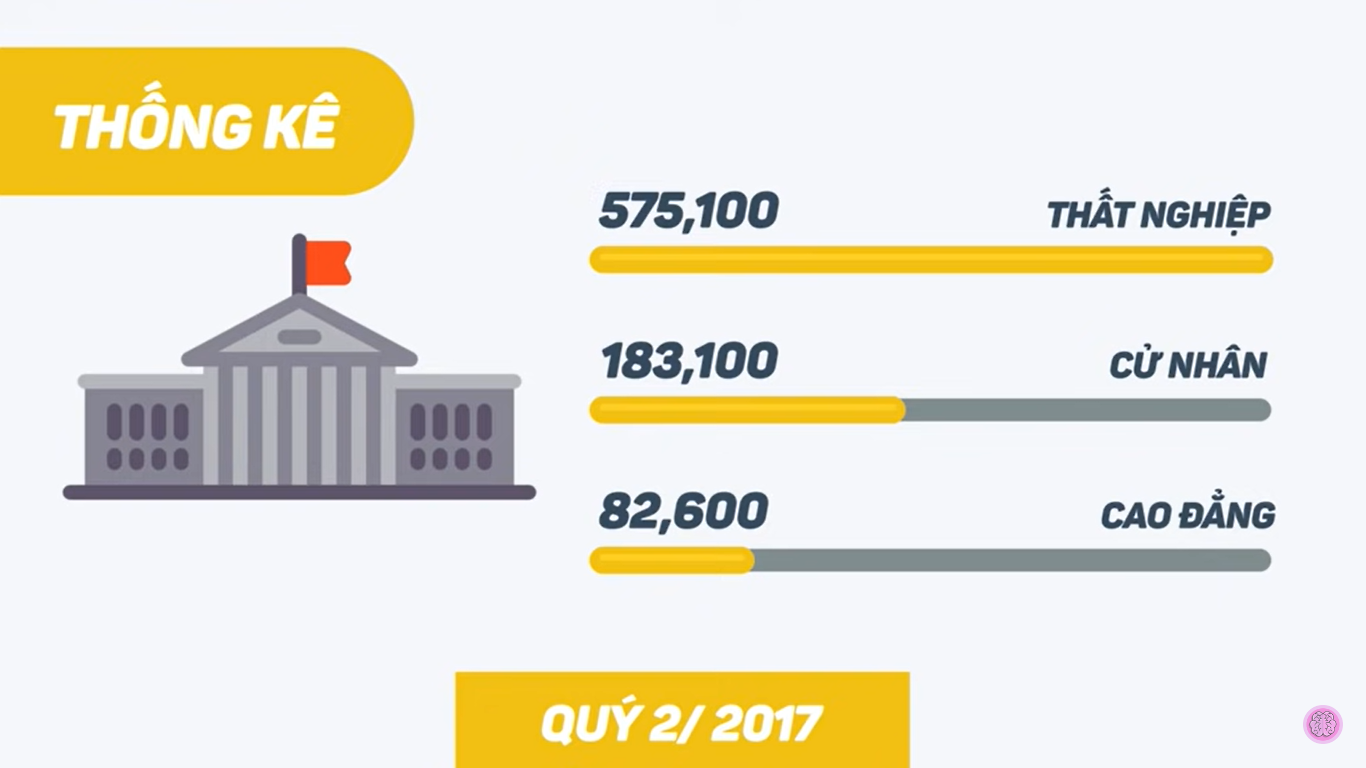 THỐNG KÊ
575,100 THẤT NGHIỆP
183,100 CỬ NHÂN
82,600 CAO ĐẲNG
QUÝ 2/ 2017